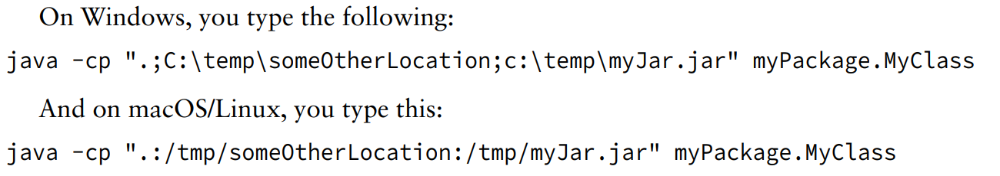 On Windows, you type the following:
java -cp ".;C:\temp\someOtherLocation;c:\temp\myJar.jar" myPackage.MyClass
And on macOS/Linux, you type this:
java -cp ".:/tmp/someOtherLocation:/tmp/myJar.jar" myPackage.MyClass